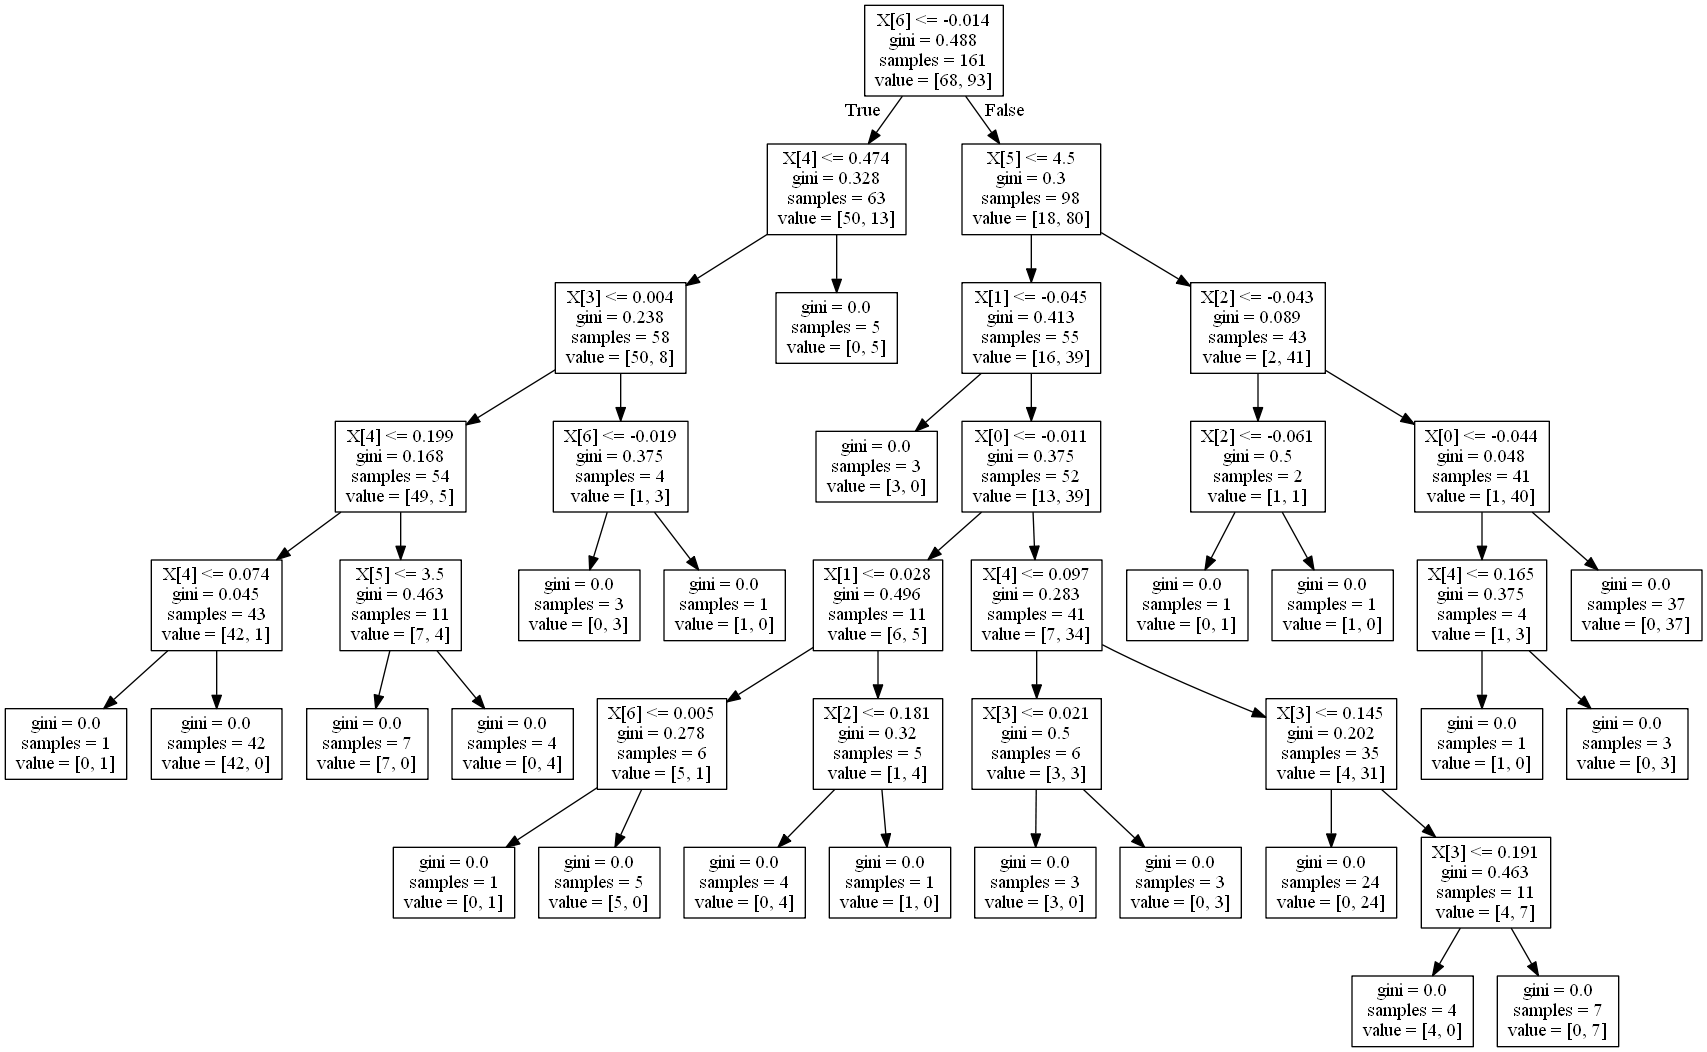 X[6] <= -0.014
gini = 0.488
samples = 161
value = [68, 93]
True
False
X[4] <= 0.474
gini = 0.328
samples = 63
value = [50, 13]
X[5] <= 4.5
gini = 0.3
samples = 98
value = [18, 80]
X[3] <= 0.004
gini = 0.238
samples = 58
value = [50, 8]
gini = 0.0
samples = 5
value = [0, 5]
X[1] <= -0.045
gini = 0.413
samples = 55
value = [16, 39]
X[2] <= -0.043
gini = 0.089
samples = 43
value = [2, 41]
X[4] <= 0.199
gini = 0.168
samples = 54
value = [49, 5]
X[6] <= -0.019
gini = 0.375
samples = 4
value = [1, 3]
gini = 0.0
samples = 3
value = [3, 0]
X[0] <= -0.011
gini = 0.375
samples = 52
value = [13, 39]
X[2] <= -0.061
gini = 0.5
samples = 2
value = [1, 1]
X[0] <= -0.044
gini = 0.048
samples = 41
value = [1, 40]
X[4] <= 0.074
gini = 0.045
samples = 43
value = [42, 1]
X[5] <= 3.5
gini = 0.463
samples = 11
value = [7, 4]
gini = 0.0
samples = 3
value = [0, 3]
gini = 0.0
samples = 1
value = [1, 0]
X[1] <= 0.028
gini = 0.496
samples = 11
value = [6, 5]
X[4] <= 0.097
gini = 0.283
samples = 41
value = [7, 34]
gini = 0.0
samples = 1
value = [0, 1]
gini = 0.0
samples = 1
value = [1, 0]
X[4] <= 0.165
gini = 0.375
samples = 4
value = [1, 3]
gini = 0.0
samples = 37
value = [0, 37]
gini = 0.0
samples = 1
value = [0, 1]
gini = 0.0
samples = 42
value = [42, 0]
gini = 0.0
samples = 7
value = [7, 0]
gini = 0.0
samples = 4
value = [0, 4]
X[6] <= 0.005
gini = 0.278
samples = 6
value = [5, 1]
X[2] <= 0.181
gini = 0.32
samples = 5
value = [1, 4]
X[3] <= 0.021
gini = 0.5
samples = 6
value = [3, 3]
X[3] <= 0.145
gini = 0.202
samples = 35
value = [4, 31]
gini = 0.0
samples = 1
value = [1, 0]
gini = 0.0
samples = 3
value = [0, 3]
gini = 0.0
samples = 1
value = [0, 1]
gini = 0.0
samples = 5
value = [5, 0]
gini = 0.0
samples = 4
value = [0, 4]
gini = 0.0
samples = 1
value = [1, 0]
gini = 0.0
samples = 3
value = [3, 0]
gini = 0.0
samples = 3
value = [0, 3]
gini = 0.0
samples = 24
value = [0, 24]
X[3] <= 0.191
gini = 0.463
samples = 11
value = [4, 7]
gini = 0.0
samples = 4
value = [4, 0]
gini = 0.0
samples = 7
value = [0, 7]